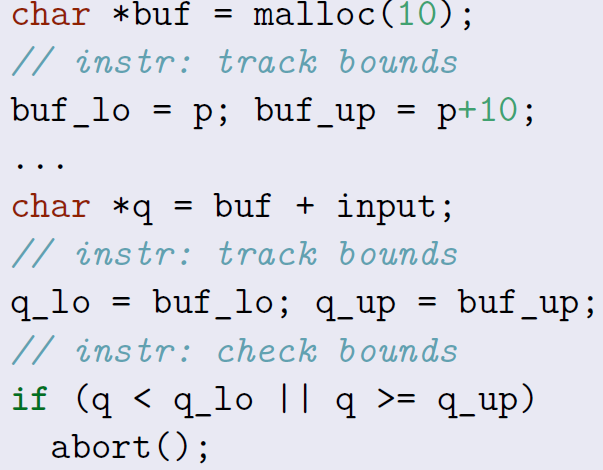 char *buf = malloc(10);
// instr: track bounds
buf_lo = p; buf_up = p+10;
...
char *q = buf + input;
// instr: track bounds
q_lo = buf_lo; q_up = buf_up;
// instr: check bounds
if (q < q_lo || q >= q_up)
  abort();